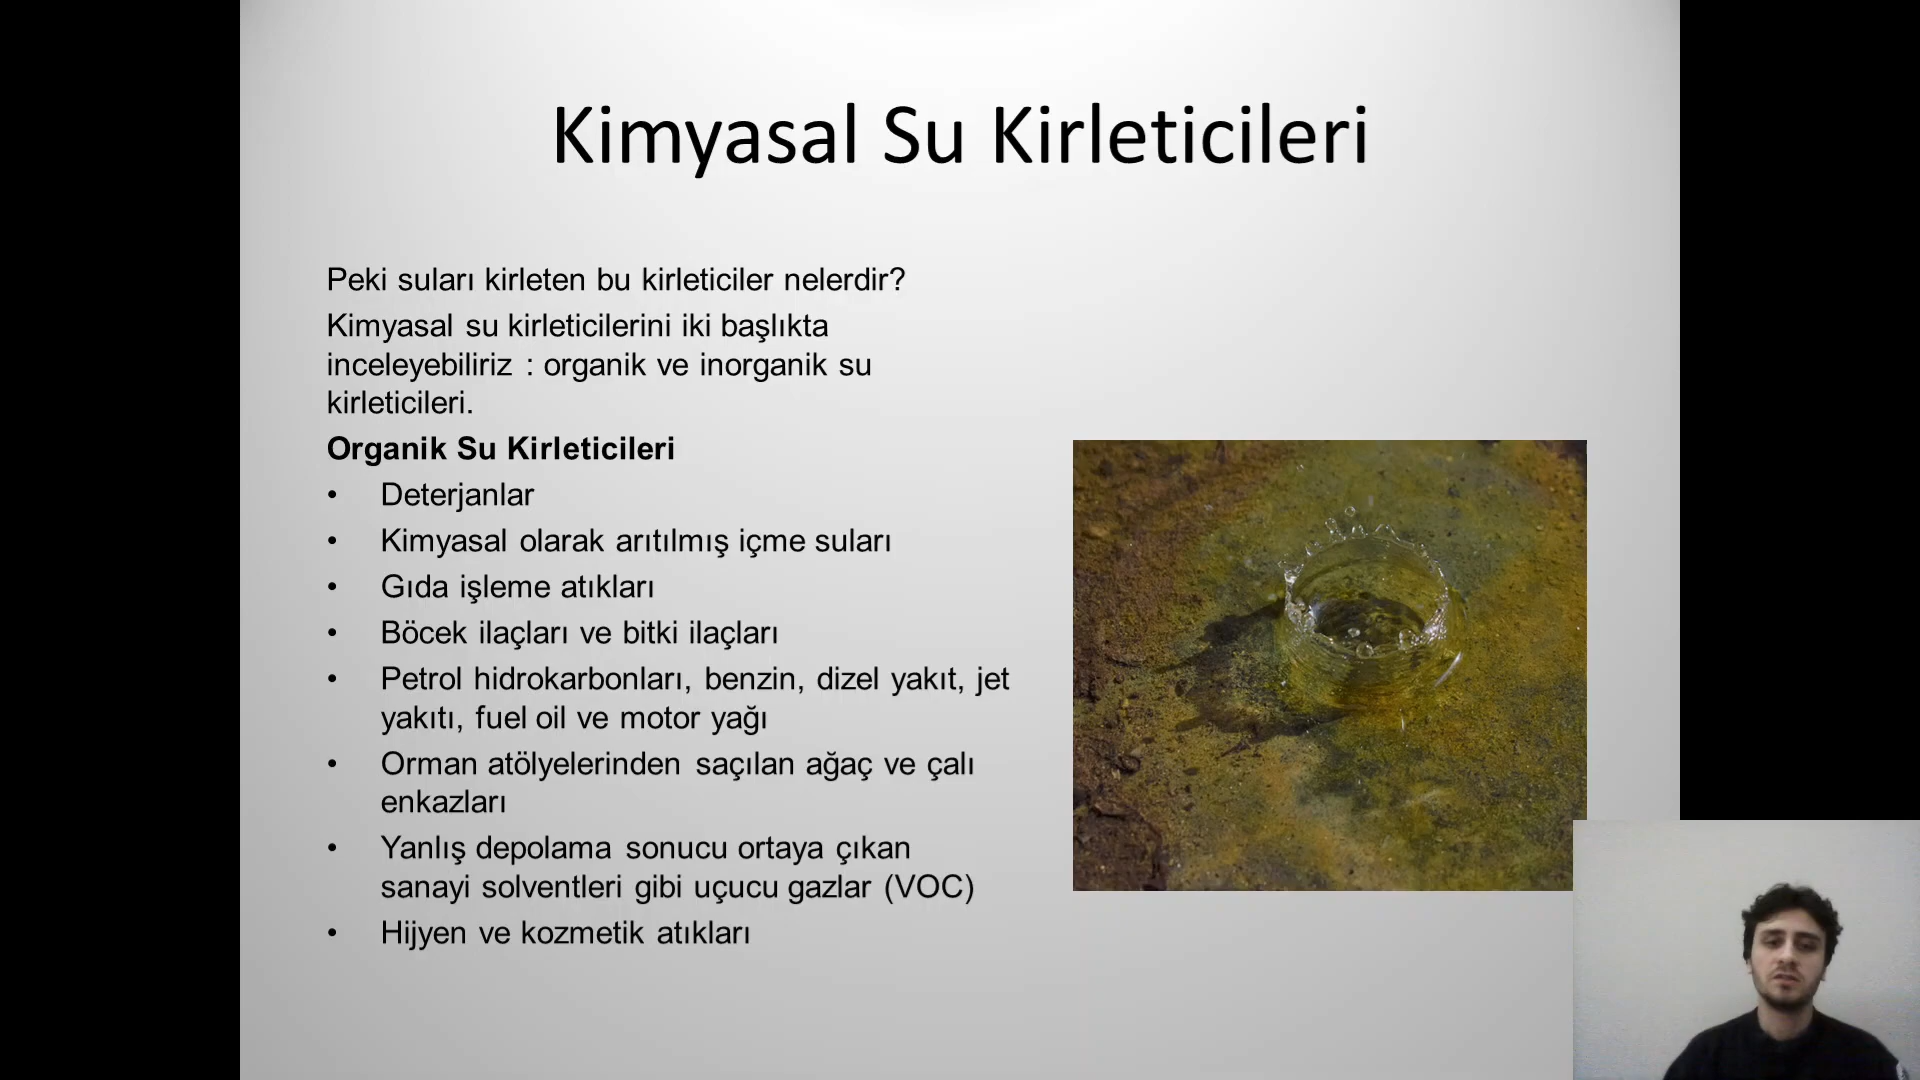 Kimyasal Su Kirleticileri
Peki suları kirleten bu kirleticiler nelerdir?
Kimyasal su kirleticilerini iki başlıkta
inceleyebiliriz : organik ve inorganik su
kirleticileri.
Organik Su Kirleticileri
• Deterjanlar
• Kimyasal olarak arıtılmış içme suları
• Gıda işleme atıkları
• Böcek ilaçları ve bitki ilaçları
• Petrol hidrokarbonları, benzin, dizel yakıt, jet
yakıtı, fuel oil ve motor yağı
• Orman atölyelerinden saçılan ağaç ve çalı
enkazları
• Yanlış depolama sonucu ortaya çıkan
sanayi solventleri gibi uçucu gazlar (VOC)
• Hijyen ve kozmetik atıkları